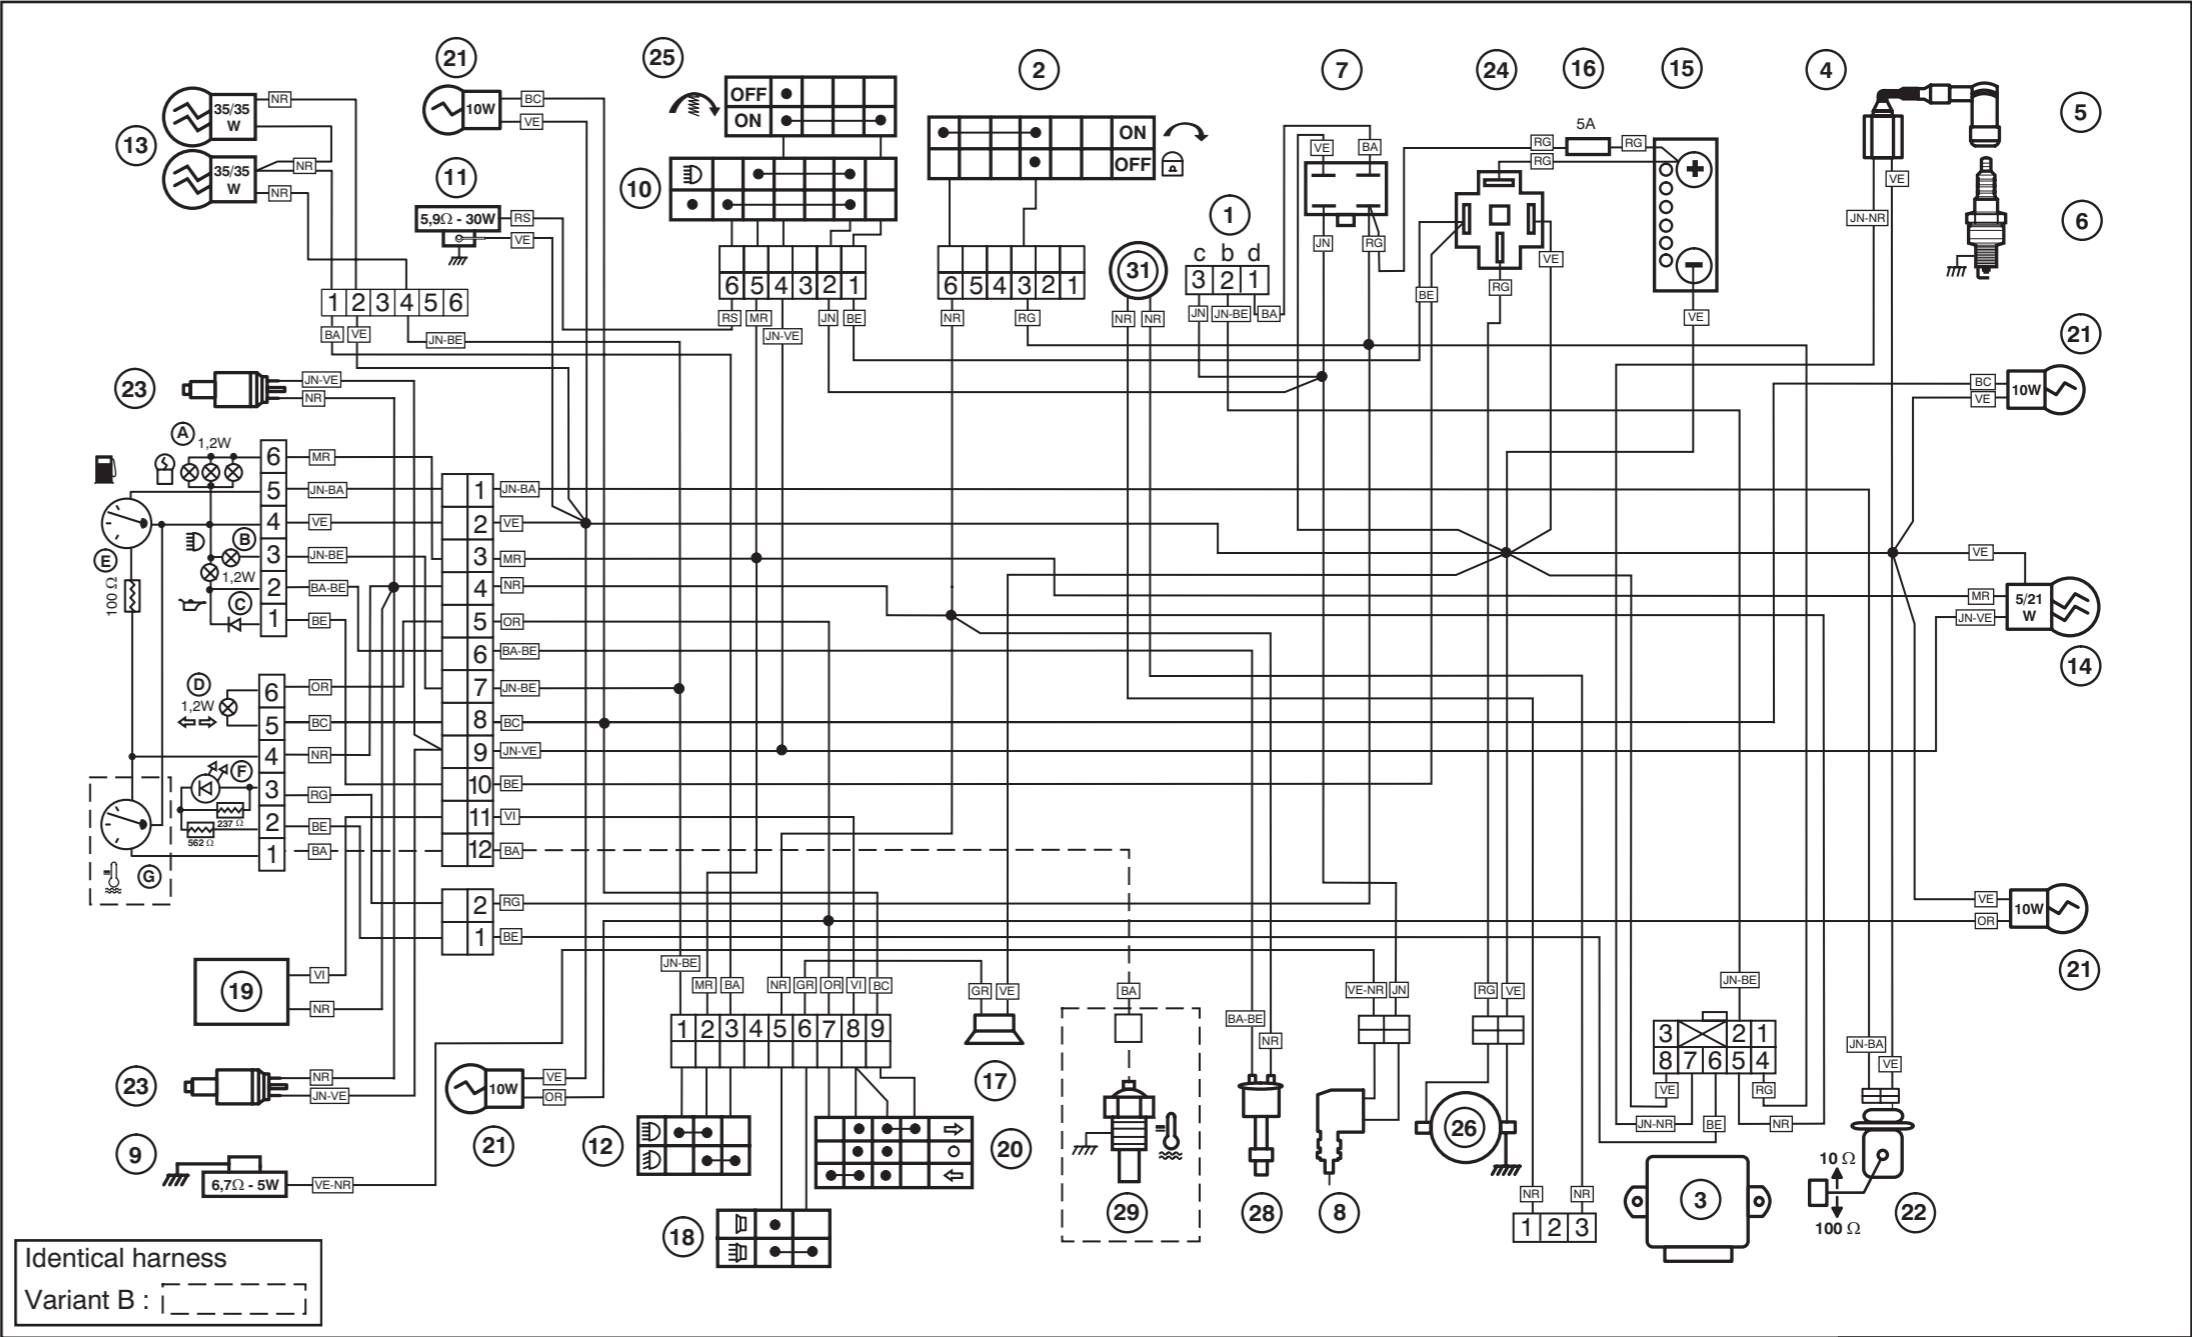 21
25
2
7
24
16
15
4
5
6
13
35/35
W
35/35
W
NR
NR
NR
10W
BC
VE
11
5,9Ω - 30W
RS
VE
OFF
ON
10
ON
OFF
1
c b d
3 2 1
JN
JN-BE
BA
31
NR
NR
VE
BA
JN
RG
RG
5A
RG
RG
VE
BE
RG
VE
JN-NR
VE
1 2 3 4 5 6
BA
VE
JN-BE
6 5 4 3 2 1
RS
MR
JN-VE
JN
BE
6 5 4 3 2 1
NR
RG
23
JN-VE
NR
21
BC
VE
10W
A
1,2W
6
MR
5
JN-BA
4
VE
B
3
JN-BE
E
1,2W
2
BA-BE
100 Ω
C
1
BE
D
1,2W
6
OR
5
BC
4
NR
F
3
RG
237 Ω
2
BE
562 Ω
1
BA
G
1
JN-BA
2
VE
3
MR
4
NR
5
OR
6
BA-BE
7
JN-BE
8
BC
9
JN-VE
10
BE
11
VI
12
BA
2
RG
1
BE
VE
MR
JN-VE
5/21
W
14
VE
OR
10W
21
19
VI
NR
23
NR
JN-VE
9
6,7Ω - 5W
VE-NR
10W
VE
OR
21
JN-BE
MR
BA
NR
GR
OR
VI
BC
1 2 3 4 5 6 7 8 9
12
20
18
GR
VE
17
BA
29
BA-BE
NR
28
VE-NR
JN
8
RG
VE
26
NR
NR
1 2 3
JN-BE
3 2 1
8 7 6 5 4
VE
RG
JN-NR
BE
NR
3
JN-BA
VE
10 Ω
100 Ω
22
Identical harness
Variant B :